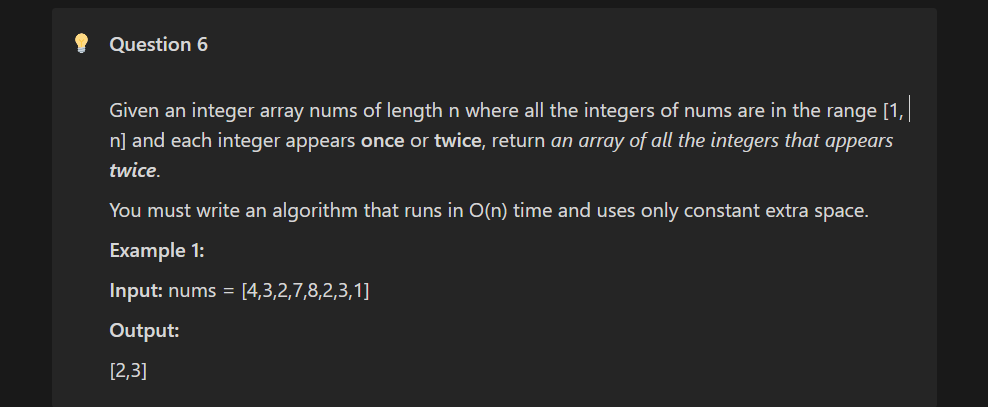 Question 6
Given an integer array nums of length n where all the integers of nums are in the range [1,
n] and each integer appears once or twice, return an array of all the integers that appears
twice.
You must write an algorithm that runs in O(n) time and uses only constant extra space.
Example 1:
Input: nums = [4,3,2,7,8,2,3,1]
Output:
[2,3]